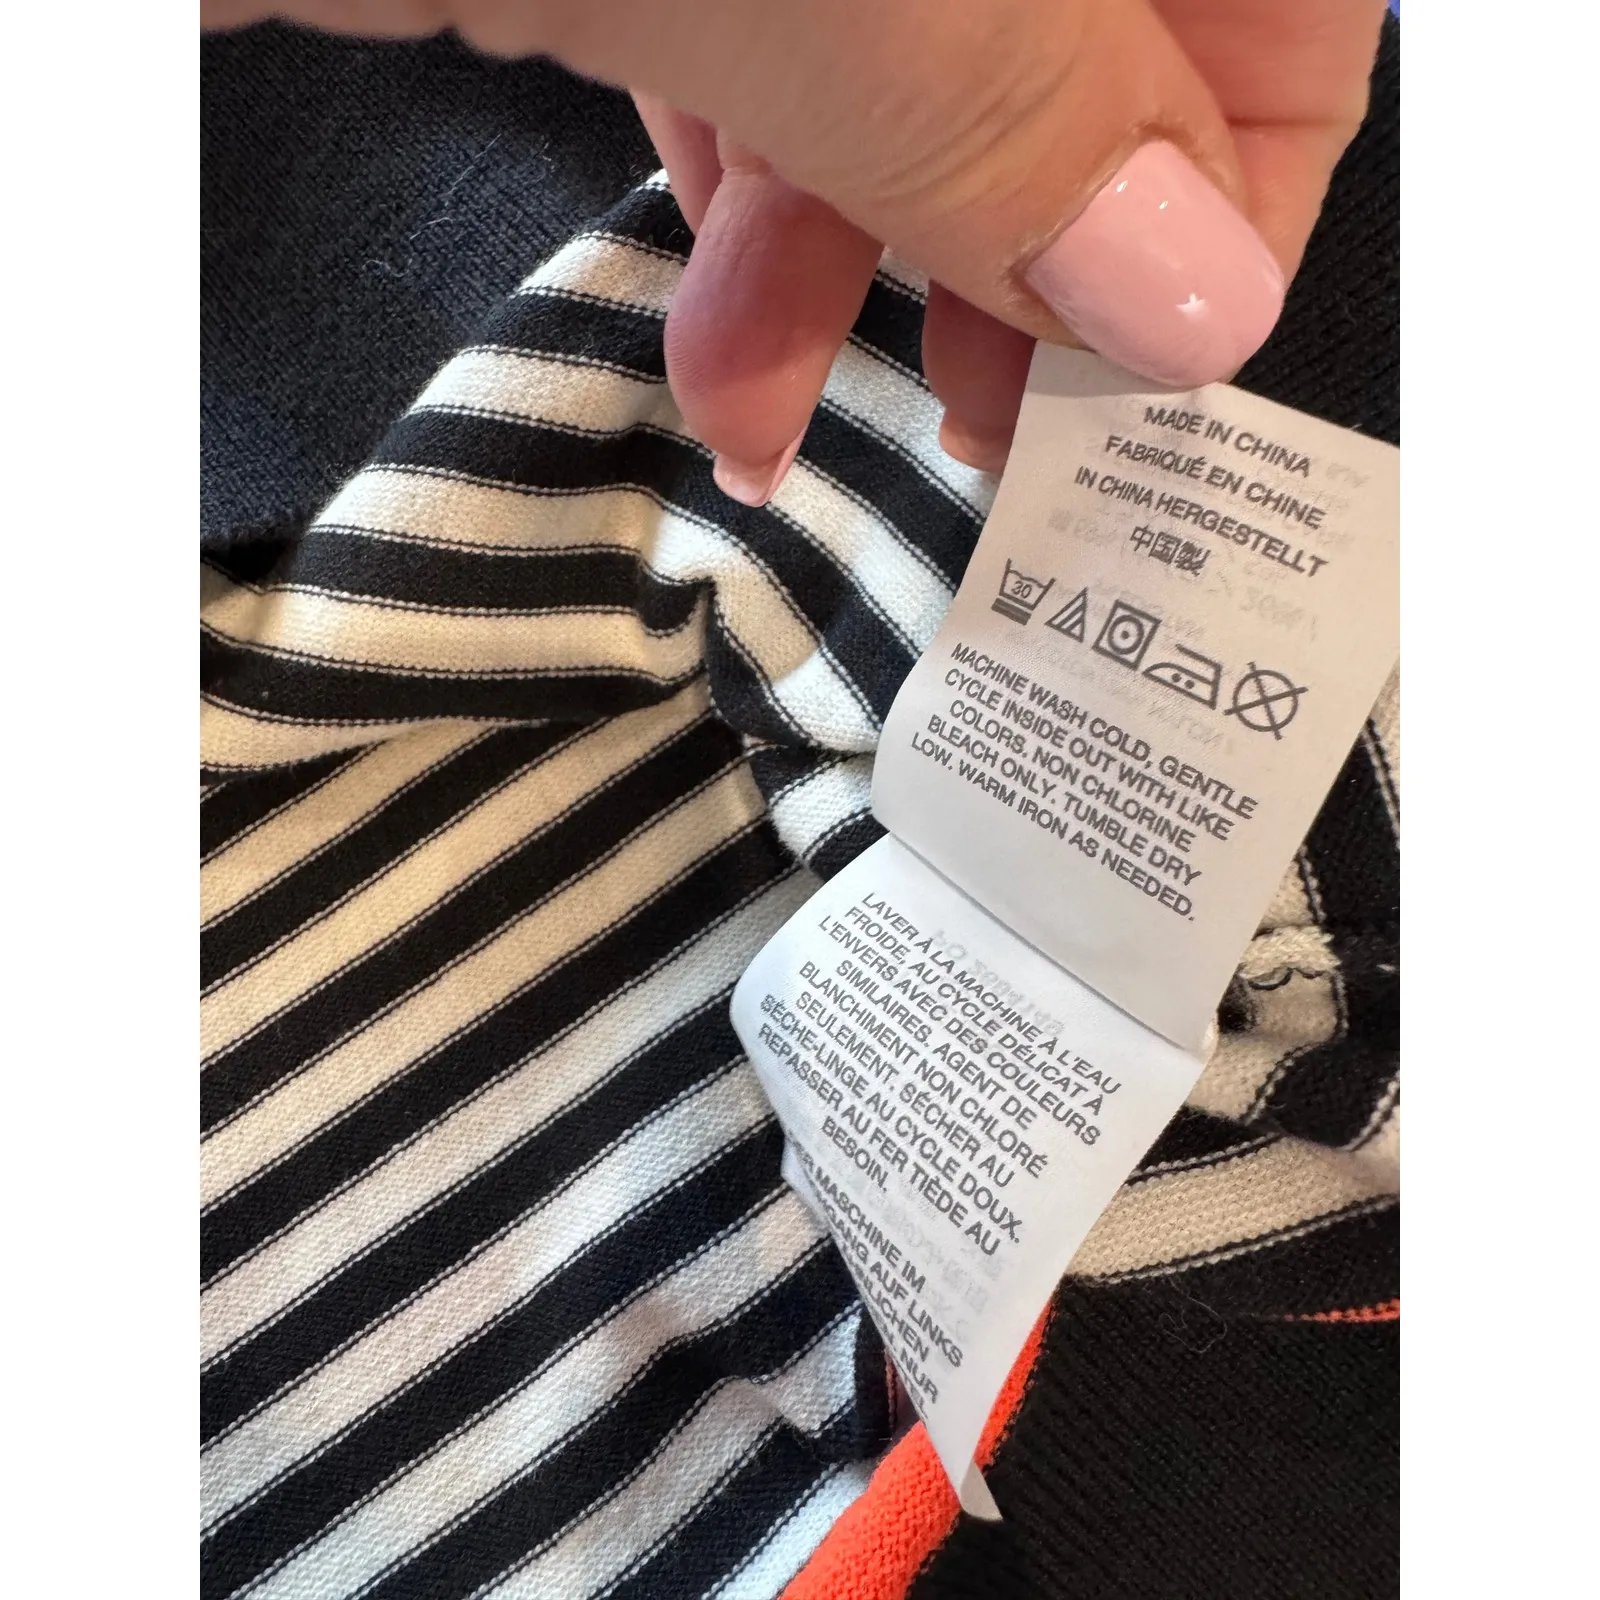 MADE IN CHINA
FABRIQUÉ EN CHINE
IN CHINA HERGESTELLT
中国製
30
MACHINE WASH COLD, GENTLE
CYCLE INSIDE OUT WITH LIKE
COLORS. NON CHLORINE
BLEACH ONLY. TUMBLE DRY
LOW. WARM IRON AS NEEDED.
LAVER À LA MACHINE À L'EAU
FROIDE, AU CYCLE DÉLICAT À
L'ENVERS AVEC DES COULEURS
SIMILAIRES. AGENT DE
BLANCHIMENT NON CHLORÉ
SEULEMENT. SÉCHER AU
SÈCHE-LINGE AU CYCLE DOUX.
REPASSER AU FER TIÈDE AU
BESOIN.
MASCHINE IM
AUF LINKS
NUR